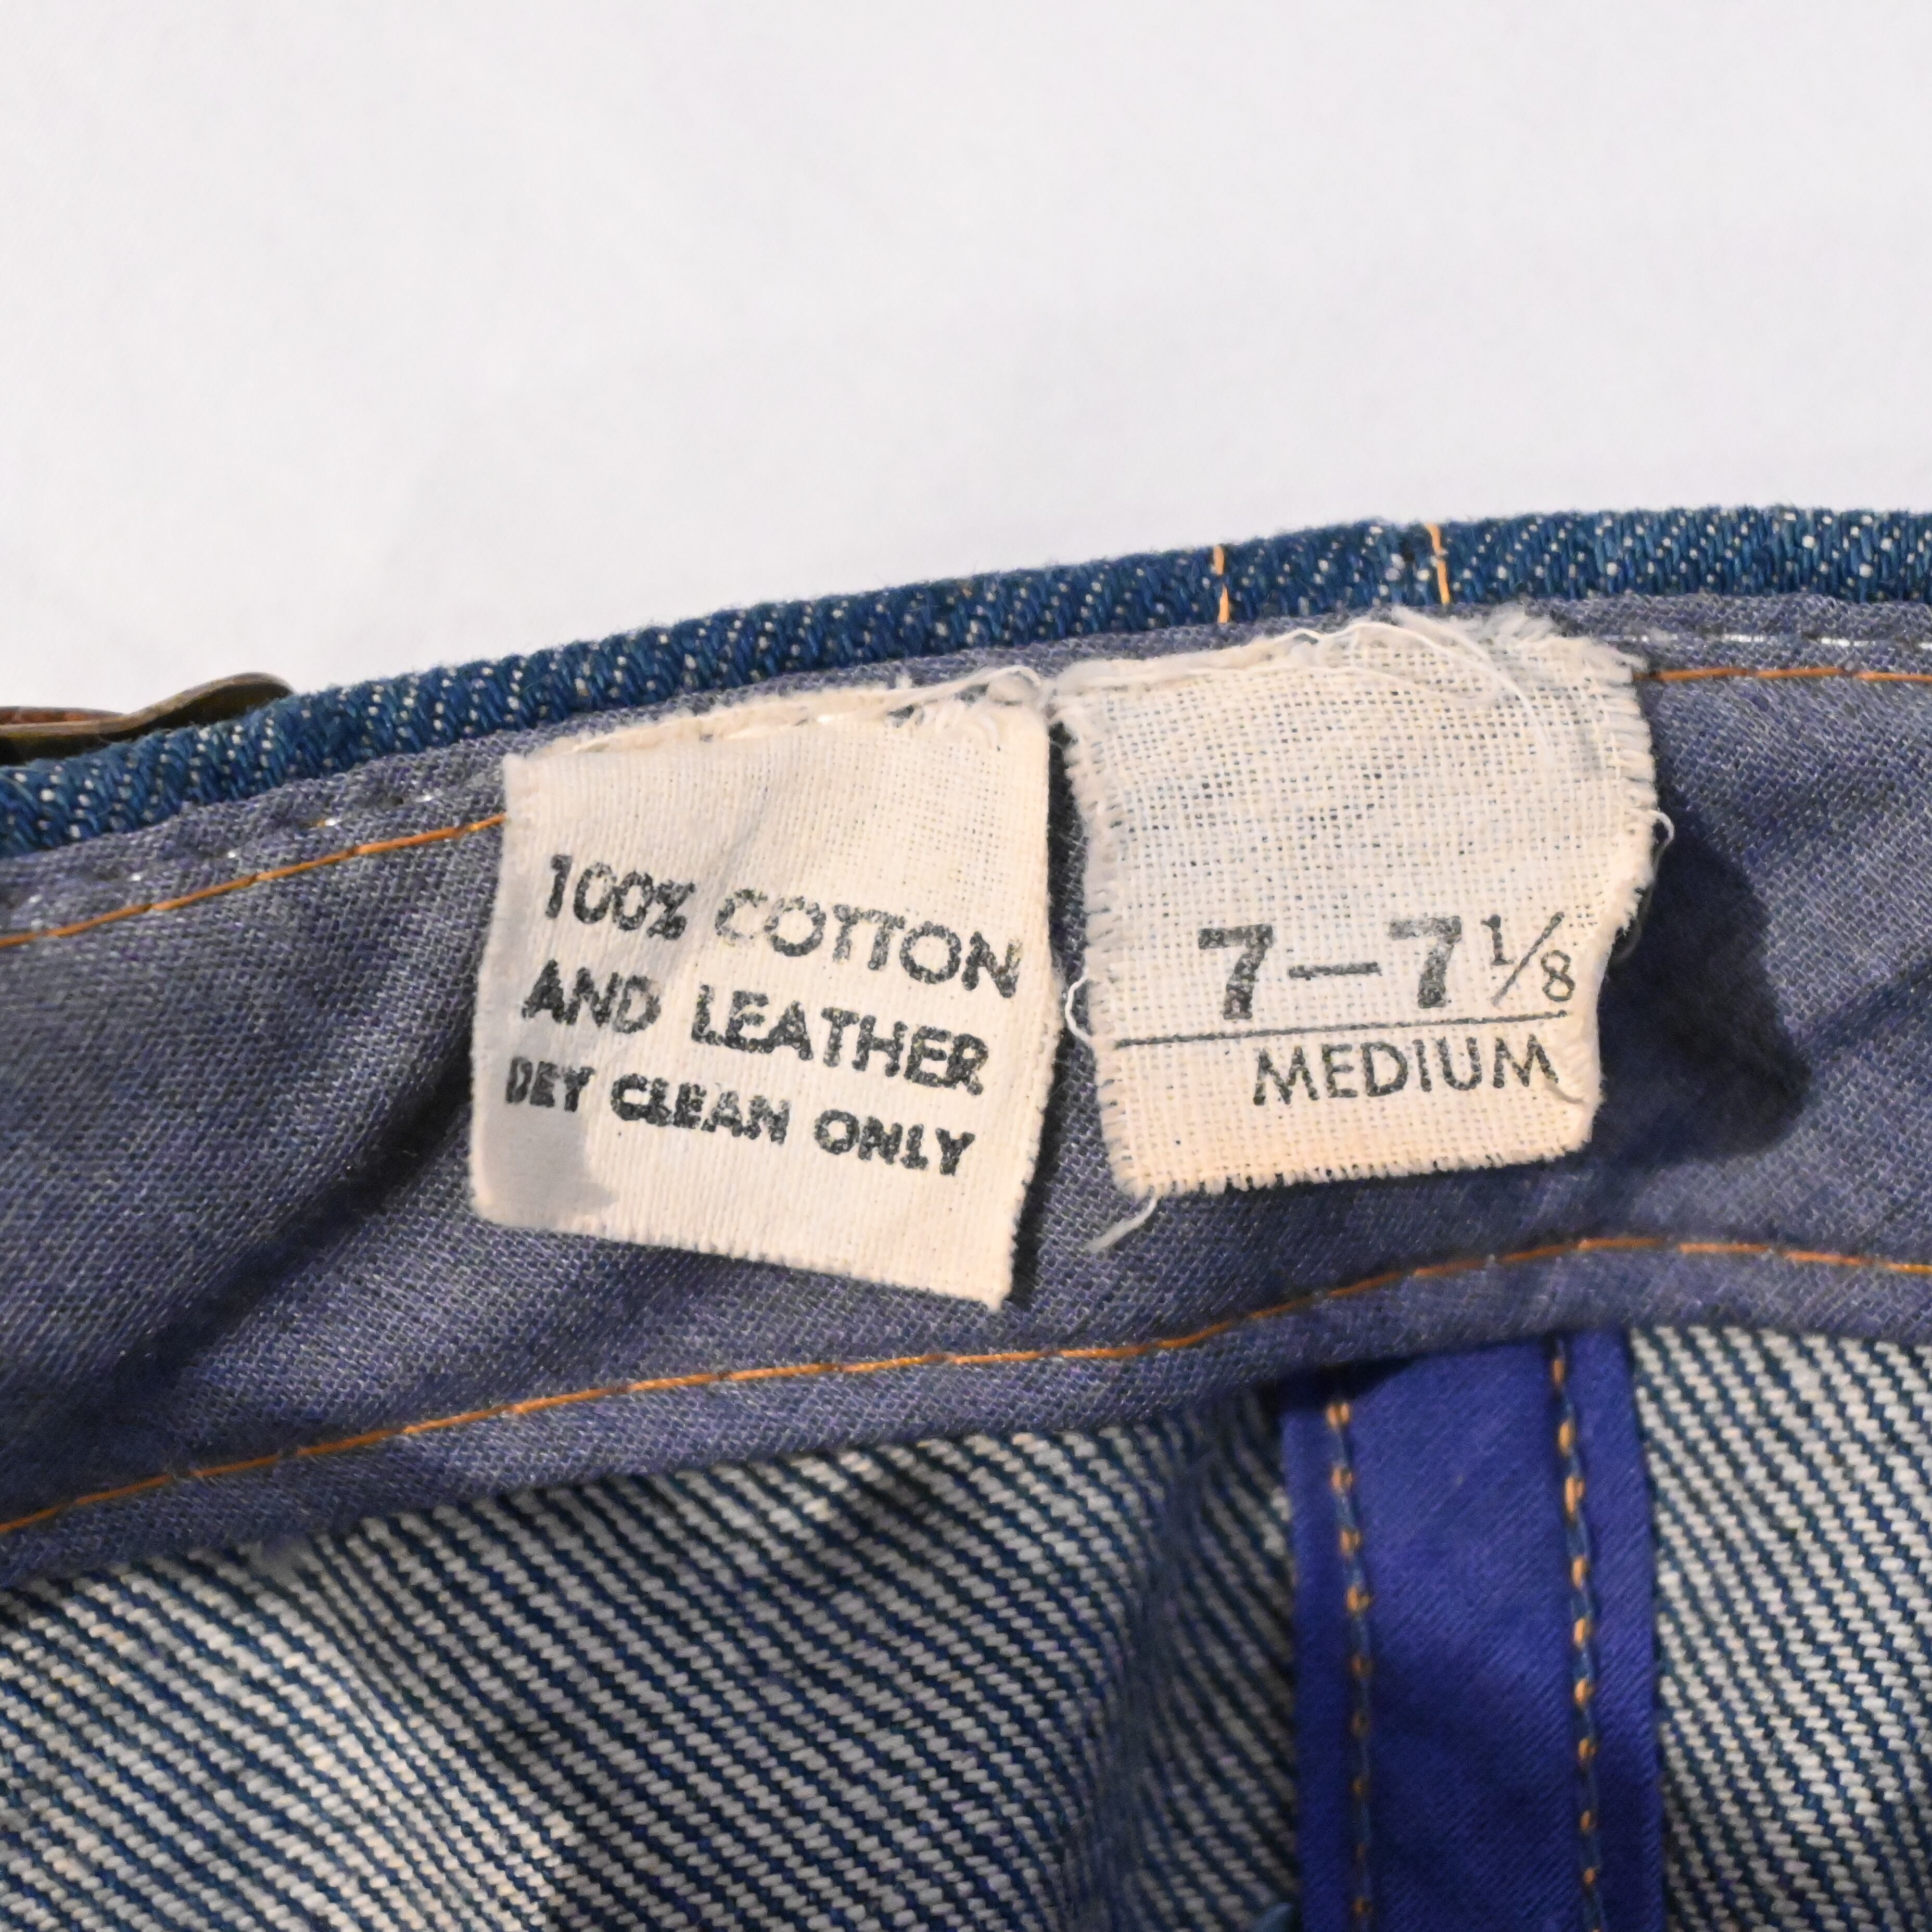 100% COTTON
AND LEATHER
DRY CLEAN ONLY
7—7 1/8
MEDIUM